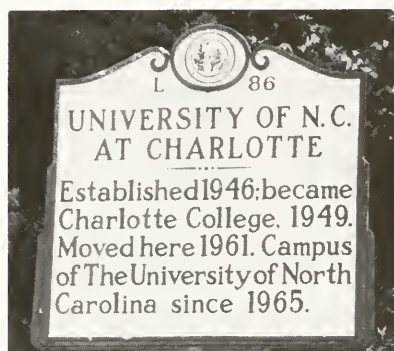 L 86
UNIVERSITY OF N.C.
AT CHARLOTTE
Established 1946; became
Charlotte College, 1949.
Moved here 1961. Campus
of The University of North
Carolina since 1965.